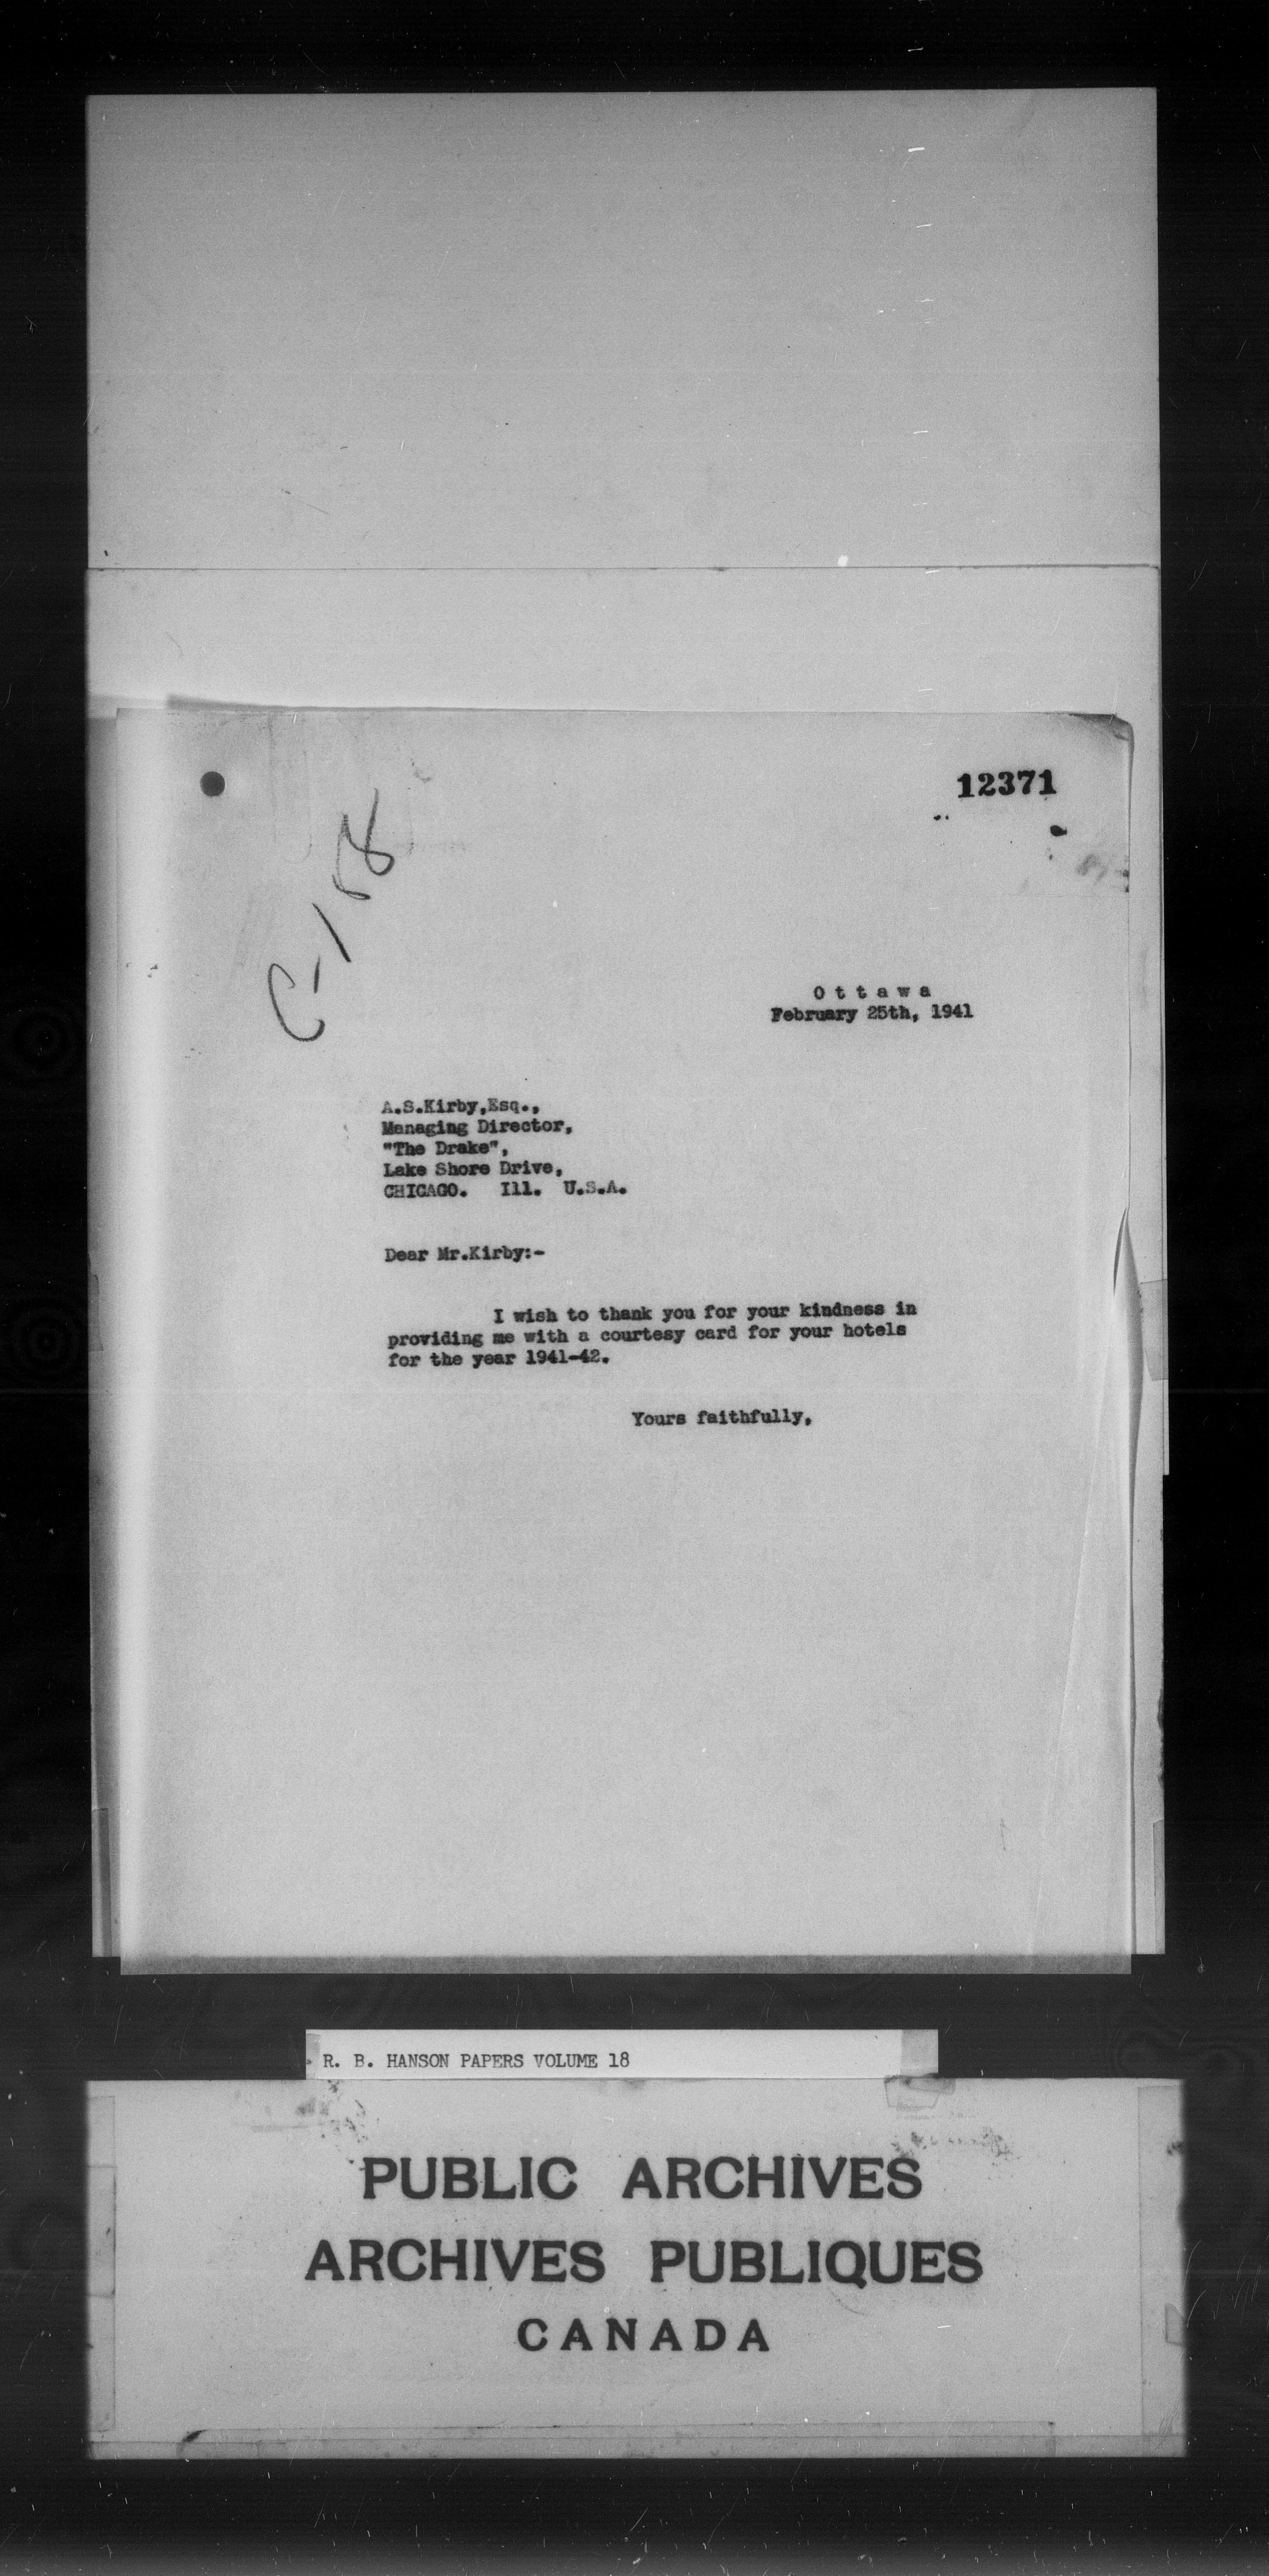 12371
C-188
Ottawa
February 25th, 1941
A.S.Kirby,Esq.,
Managing Director,
"The Drake",
Lake Shore Drive,
CHICAGO. Ill. U.S.A.
Dear Mr.Kirby:-
I wish to thank you for your kindness in
providing me with a courtesy card for your hotels
for the year 1941-42.
Yours faithfully,
R. B. HANSON PAPERS VOLUME 18
PUBLIC ARCHIVES
ARCHIVES PUBLIQUES
CANADA